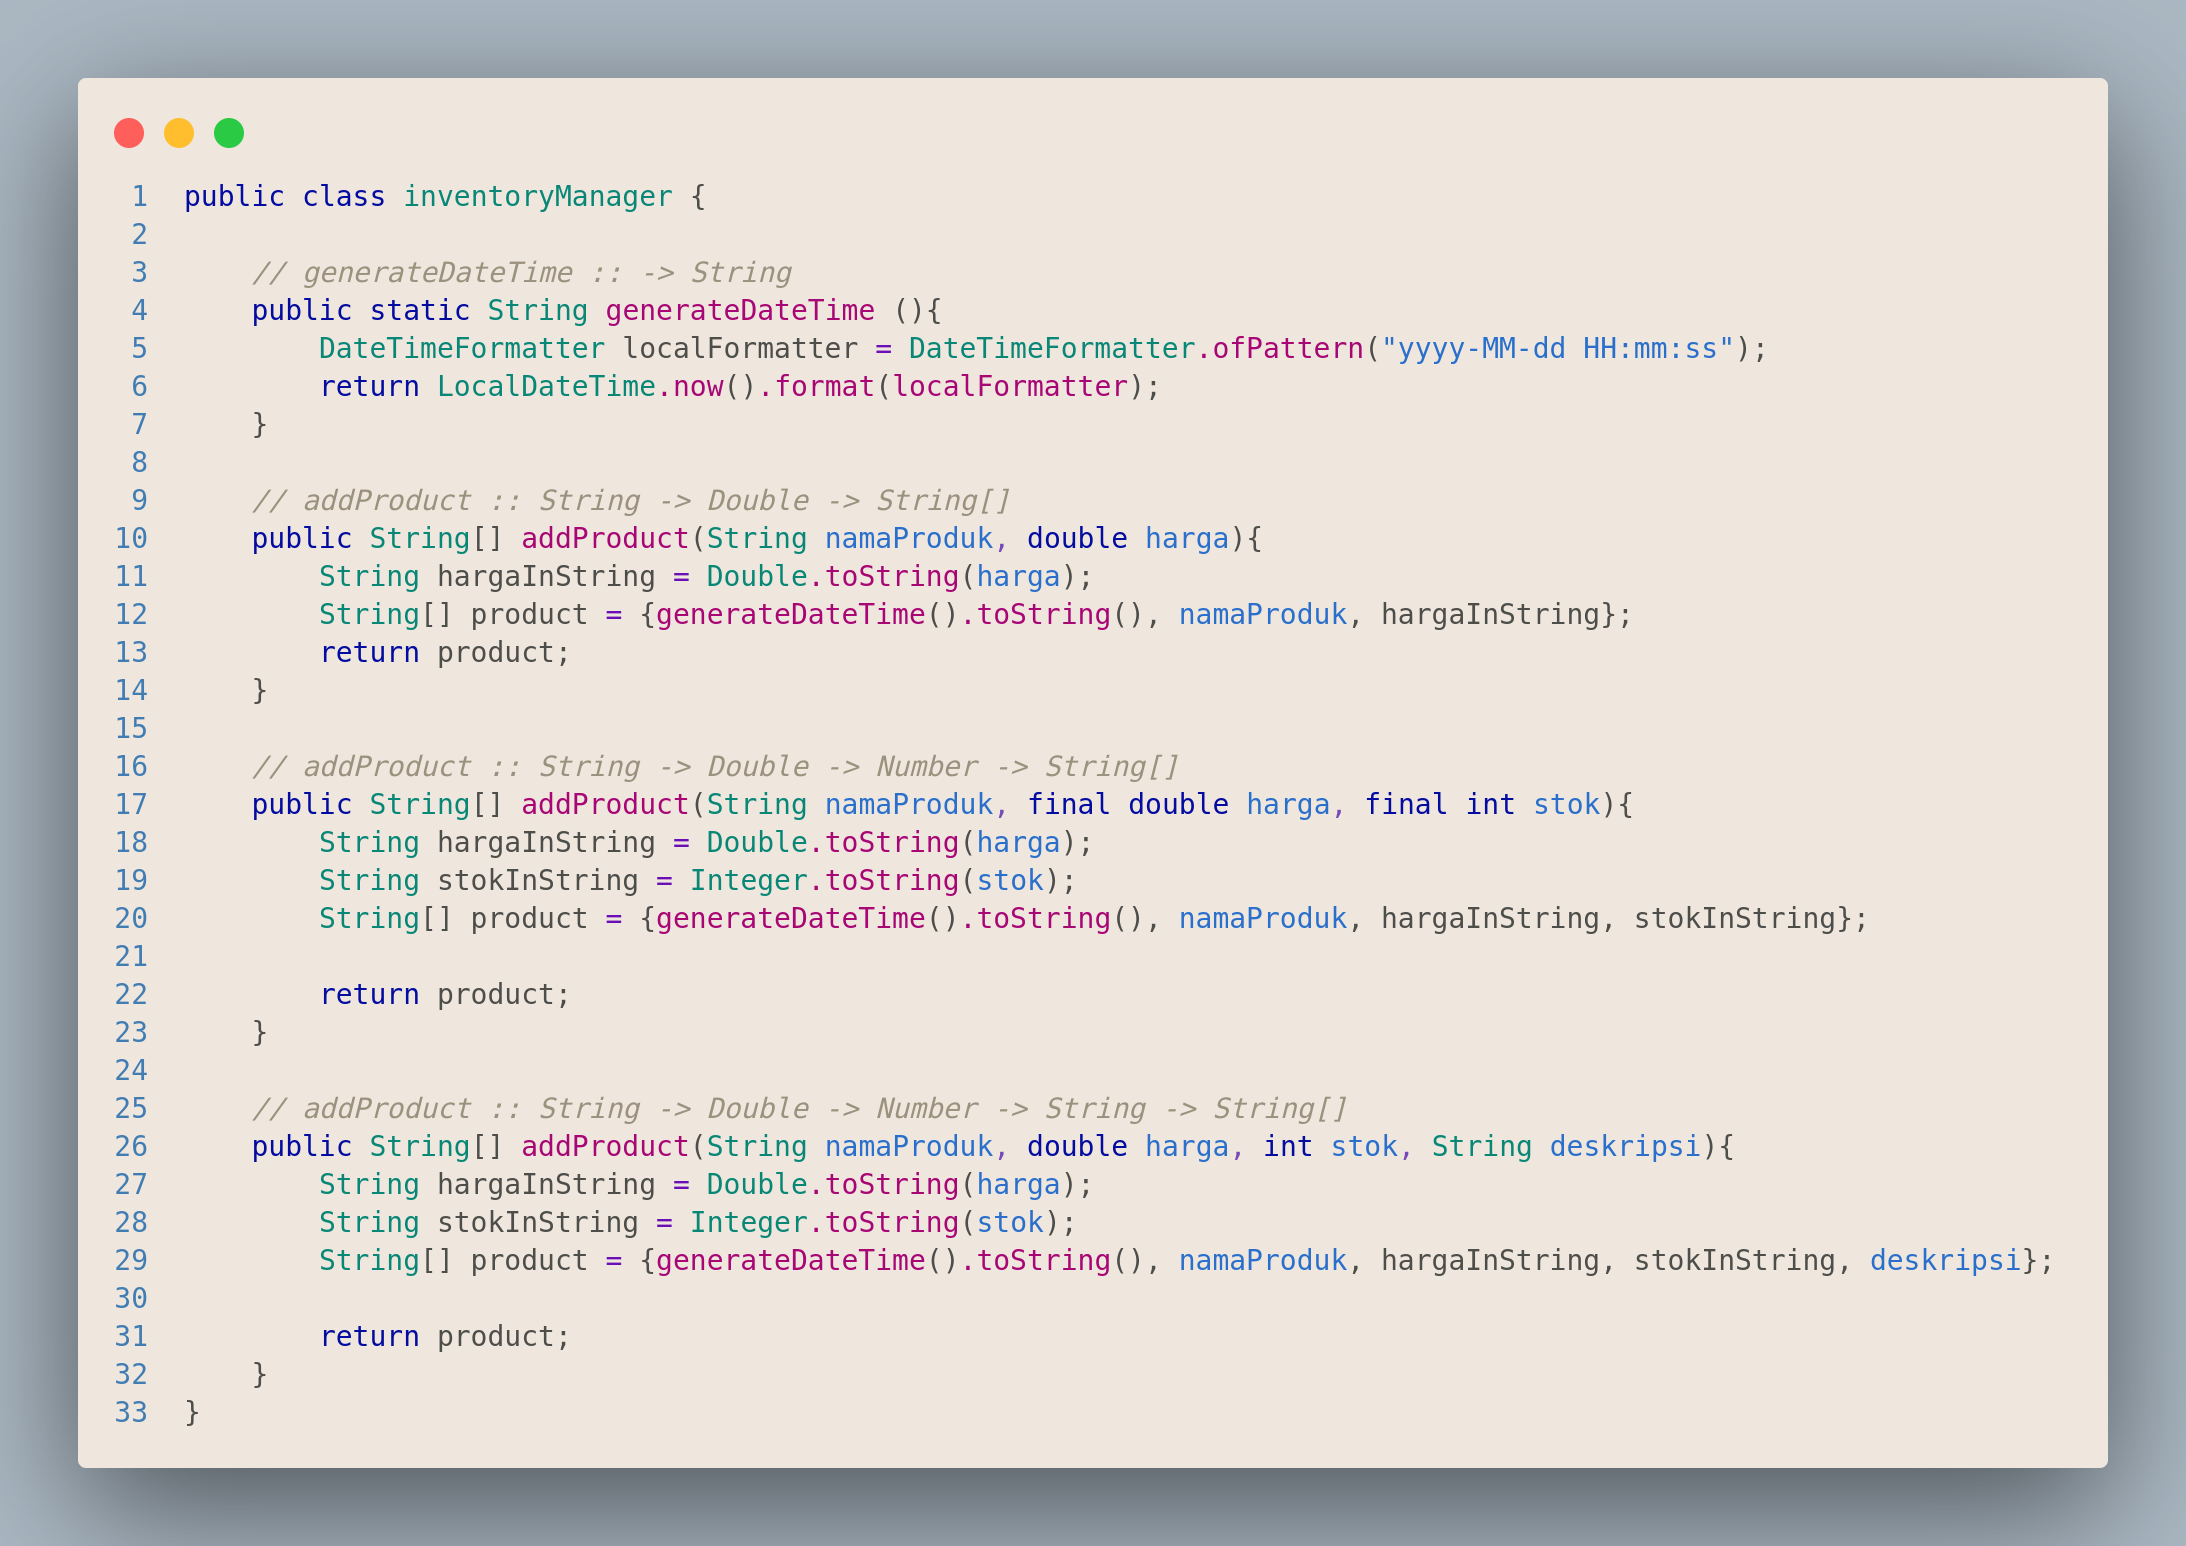 1 public class inventoryManager {
2
3 // generateDateTime :: -> String
4 public static String generateDateTime (){
5 DateTimeFormatter localFormatter = DateTimeFormatter.ofPattern("yyyy-MM-dd HH:mm:ss");
6 return LocalDateTime.now().format(localFormatter);
7 }
8
9 // addProduct :: String -> Double -> String[]
10 public String[] addProduct(String namaProduk, double harga){
11 String hargaInString = Double.toString(harga);
12 String[] product = {generateDateTime().toString(), namaProduk, hargaInString};
13 return product;
14 }
15
16 // addProduct :: String -> Double -> Number -> String[]
17 public String[] addProduct(String namaProduk, final double harga, final int stok){
18 String hargaInString = Double.toString(harga);
19 String stokInString = Integer.toString(stok);
20 String[] product = {generateDateTime().toString(), namaProduk, hargaInString, stokInString};
21
22 return product;
23 }
24
25 // addProduct :: String -> Double -> Number -> String -> String[]
26 public String[] addProduct(String namaProduk, double harga, int stok, String deskripsi){
27 String hargaInString = Double.toString(harga);
28 String stokInString = Integer.toString(stok);
29 String[] product = {generateDateTime().toString(), namaProduk, hargaInString, stokInString, deskripsi};
30
31 return product;
32 }
33 }